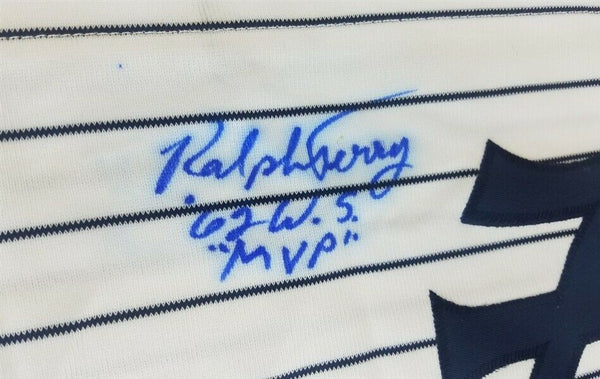 Ralph Terry
'62 W.S.
"MVP"